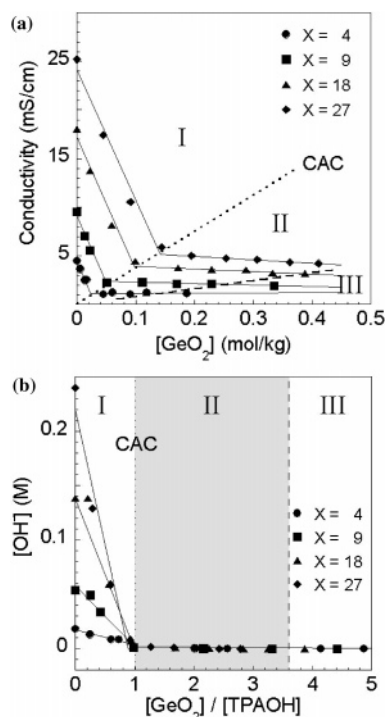 (a)
25
15
5
Conductivity (mS/cm)
X = 4
X = 9
X = 18
X = 27
I
CAC
II
III
0 0.1 0.2 0.3 0.4 0.5
[GeO₂] (mol/kg)
(b)
I II III
0.2
CAC
0.1
0
[OH⁻] (M)
X = 4
X = 9
X = 18
X = 27
0 1 2 3 4 5
[GeO₂] / [TPAOH]